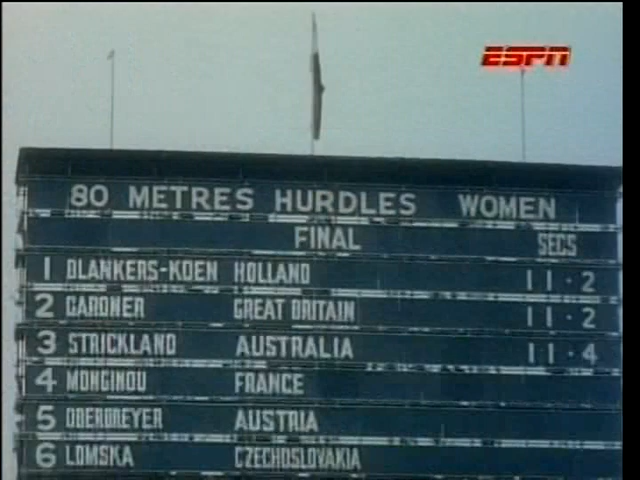 ESPN
80 METRES HURDLES WOMEN
FINAL SECS
1 BLANKERS-KOEN HOLLAND 11.2
2 GARDNER GREAT BRITAIN 11.2
3 STRICKLAND AUSTRALIA 11.4
4 MONGINOU FRANCE
5 OBERBREYER AUSTRIA
6 LOMSKA CZECHOSLOVAKIA